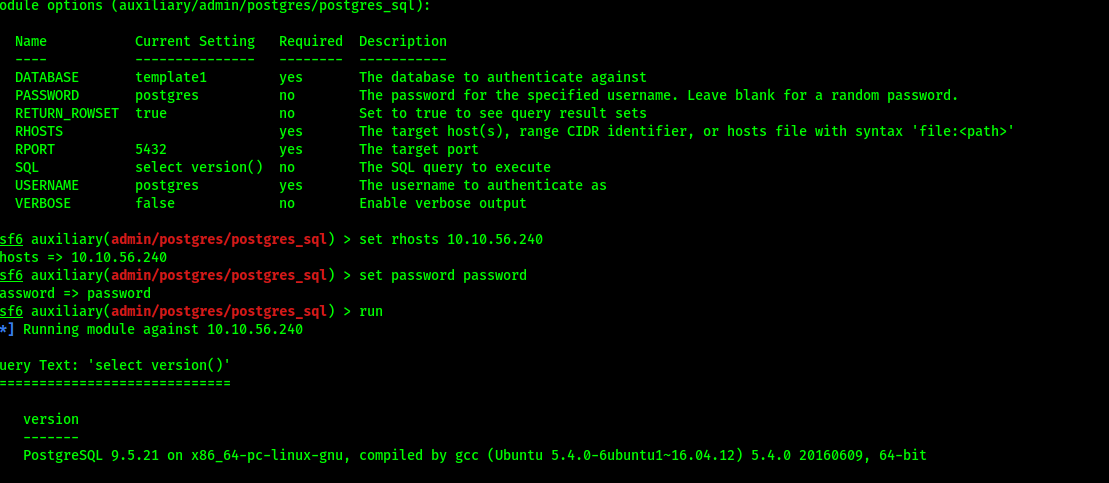 odule options (auxiliary/admin/postgres/postgres_sql):
Name Current Setting Required Description
---- --------------- -------- -----------
DATABASE template1 yes The database to authenticate against
PASSWORD postgres no The password for the specified username. Leave blank for a random password.
RETURN_ROWSET true no Set to true to see query result sets
RHOSTS yes The target host(s), range CIDR identifier, or hosts file with syntax 'file:<path>'
RPORT 5432 yes The target port
SQL select version() no The SQL query to execute
USERNAME postgres yes The username to authenticate as
VERBOSE false no Enable verbose output
sf6 auxiliary(admin/postgres/postgres_sql) > set rhosts 10.10.56.240
hosts => 10.10.56.240
sf6 auxiliary(admin/postgres/postgres_sql) > set password password
assword => password
sf6 auxiliary(admin/postgres/postgres_sql) > run
*] Running module against 10.10.56.240
uery Text: 'select version()'
=============================
version
-------
PostgreSQL 9.5.21 on x86_64-pc-linux-gnu, compiled by gcc (Ubuntu 5.4.0-6ubuntu1~16.04.12) 5.4.0 20160609, 64-bit